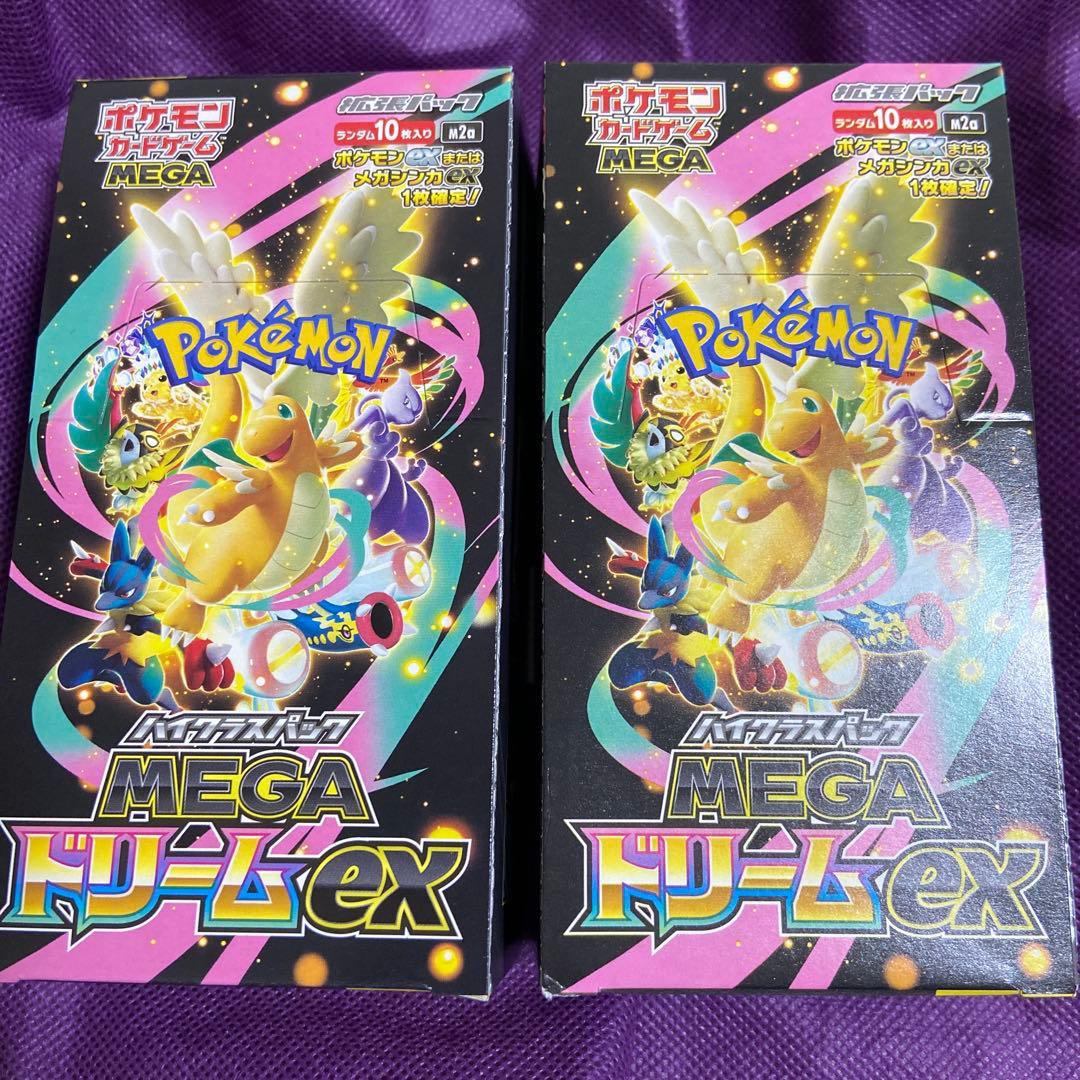 ポケモン
カードゲーム
MEGA
拡張パック
ランダム10枚入り
M2a
ポケモンexまたは
メガシンカex
1枚確定!
POKéMON
TM
ハイクラスパック
MEGA
ドリームex
ポケモン
カードゲーム
MEGA
拡張パック
ランダム10枚入り
M2a
ポケモンexまたは
メガシンカex
1枚確定!
POKéMON
TM
ハイクラスパック
MEGA
ドリームex